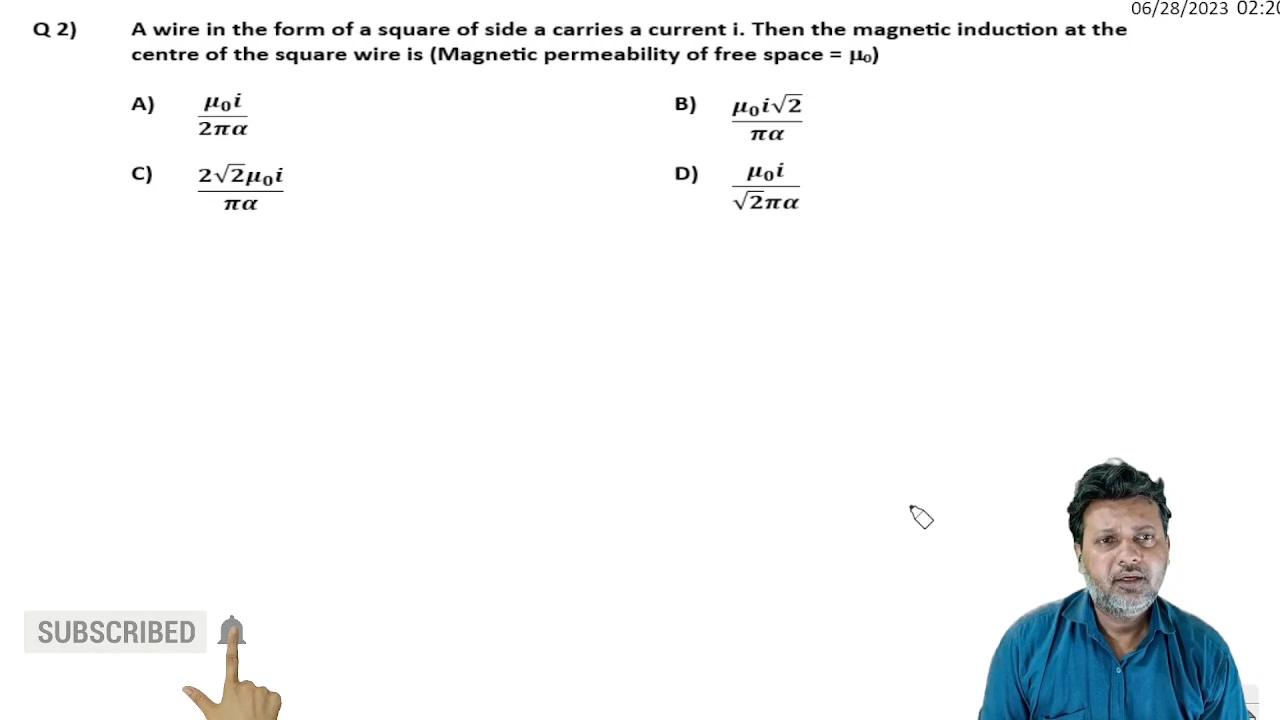 06/28/2023 02:20
Q 2) A wire in the form of a square of side a carries a current i. Then the magnetic induction at the
centre of the square wire is (Magnetic permeability of free space = μ₀)
A) μ₀i / 2πα
B) μ₀i√2 / πα
C) 2√2μ₀i / πα
D) μ₀i / √2πα
SUBSCRIBED